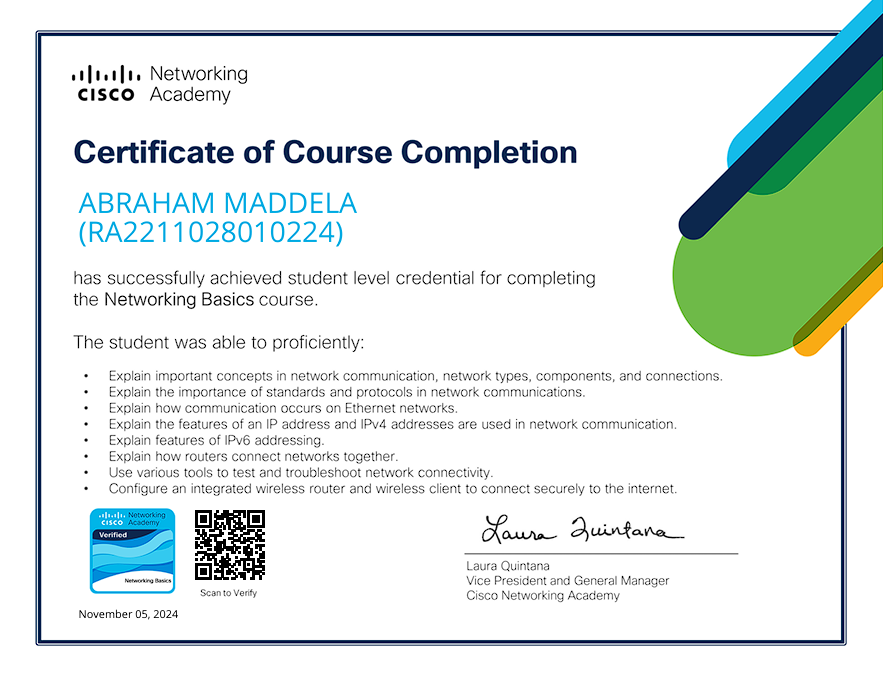 Networking
CISCO Academy
Certificate of Course Completion
ABRAHAM MADDELA
(RA2211028010224)
has successfully achieved student level credential for completing
the Networking Basics course.
The student was able to proficiently:
• Explain important concepts in network communication, network types, components, and connections.
• Explain the importance of standards and protocols in network communications.
• Explain how communication occurs on Ethernet networks.
• Explain the features of an IP address and IPv4 addresses are used in network communication.
• Explain features of IPv6 addressing.
• Explain how routers connect networks together.
• Use various tools to test and troubleshoot network connectivity.
• Configure an integrated wireless router and wireless client to connect securely to the internet.
Networking
CISCO Academy
Verified
Networking Basics
Scan to Verify
November 05, 2024
Laura Quintana
Laura Quintana
Vice President and General Manager
Cisco Networking Academy